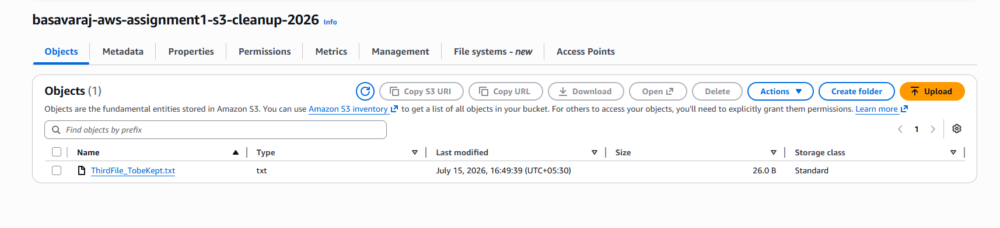 basavaraj-aws-assignment1-s3-cleanup-2026 Info
Objects Metadata Properties Permissions Metrics Management File systems - new Access Points
Objects (1) Copy S3 URI Copy URL Download Open Delete Actions Create folder Upload
Objects are the fundamental entities stored in Amazon S3. You can use Amazon S3 inventory to get a list of all objects in your bucket. For others to access your objects, you'll need to explicitly grant them permissions. Learn more
Find objects by prefix 1
Name Type Last modified Size Storage class
ThirdFile_TobeKept.txt txt July 15, 2026, 16:49:39 (UTC+05:30) 26.0 B Standard